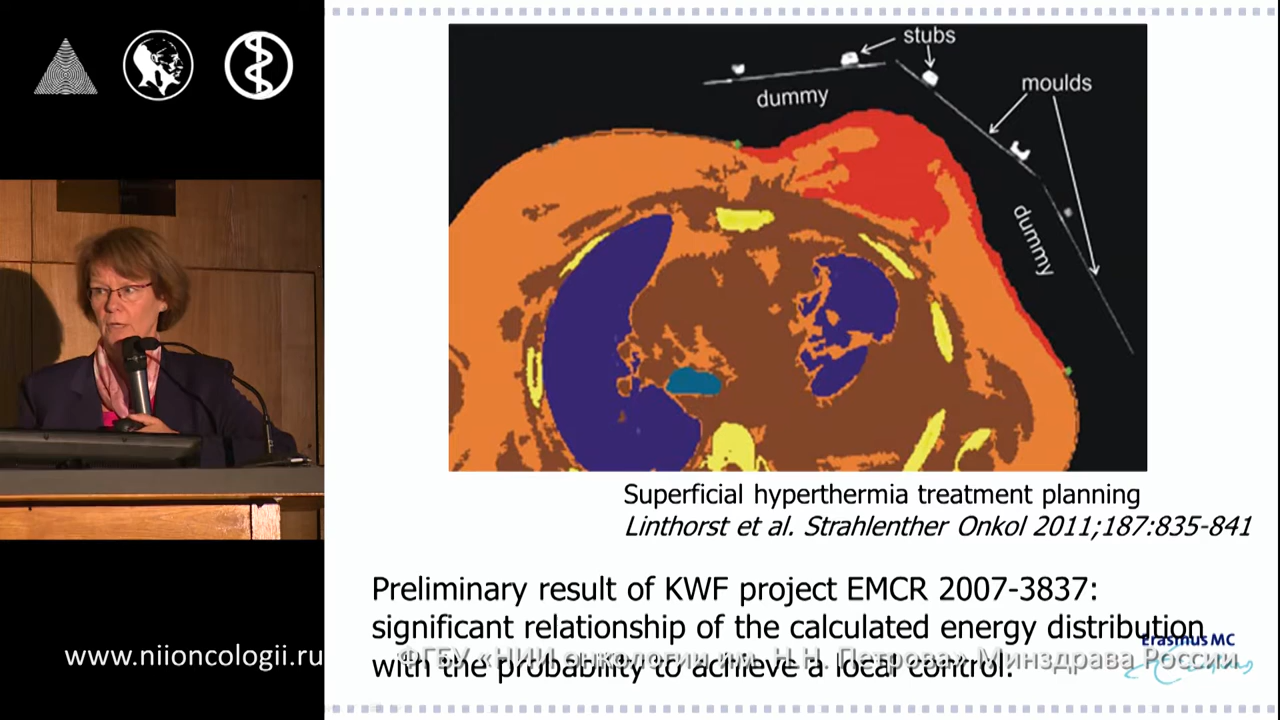 stubs
moulds
dummy
dummy
Superficial hyperthermia treatment planning
Linthorst et al. Strahlenther Onkol 2011;187:835-841
Preliminary result of KWF project EMCR 2007-3837:
significant relationship of the calculated energy distribution
with the probability to achieve a local control.
Erasmus MC
www.niioncologii.ru
ФГБУ «НИИ онкологии им. Н.Н. Петрова» Минздрава России